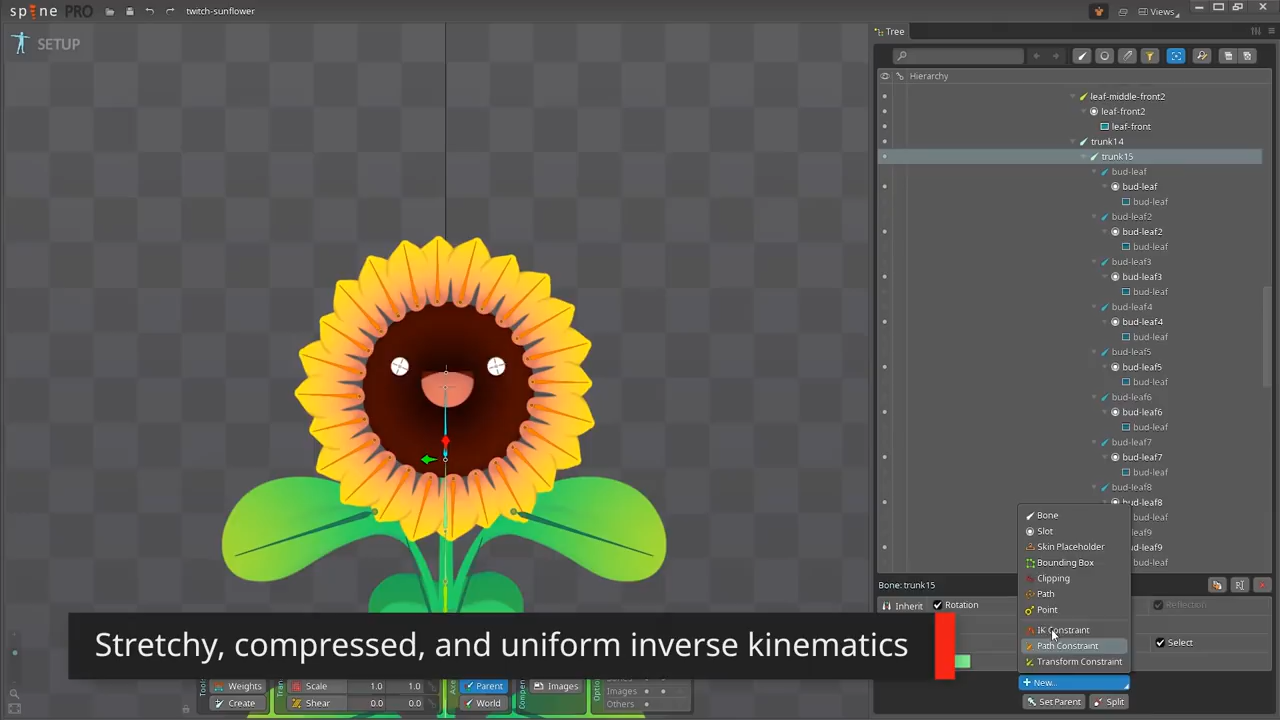 spine PRO
twitch-sunflower
Views
SETUP
Tree
Hierarchy
leaf-middle-front2
leaf-front2
leaf-front
trunk14
trunk15
bud-leaf
bud-leaf
bud-leaf
bud-leaf2
bud-leaf2
bud-leaf
bud-leaf3
bud-leaf3
bud-leaf
bud-leaf4
bud-leaf4
bud-leaf
bud-leaf5
bud-leaf5
bud-leaf
bud-leaf6
bud-leaf6
bud-leaf
bud-leaf7
bud-leaf7
bud-leaf
bud-leaf8
bud-leaf8
Bone
Slot
Skin Placeholder
Bounding Box
Clipping
Path
Point
IK Constraint
Path Constraint
Transform Constraint
New...
Set Parent
Split
Bone: trunk15
Inherit
Rotation
Reflection
Select
Stretchy, compressed, and uniform inverse kinematics
Weights
Create
Scale 1.0 1.0
Shear 0.0 0.0
Parent
World
Images
Images
Others